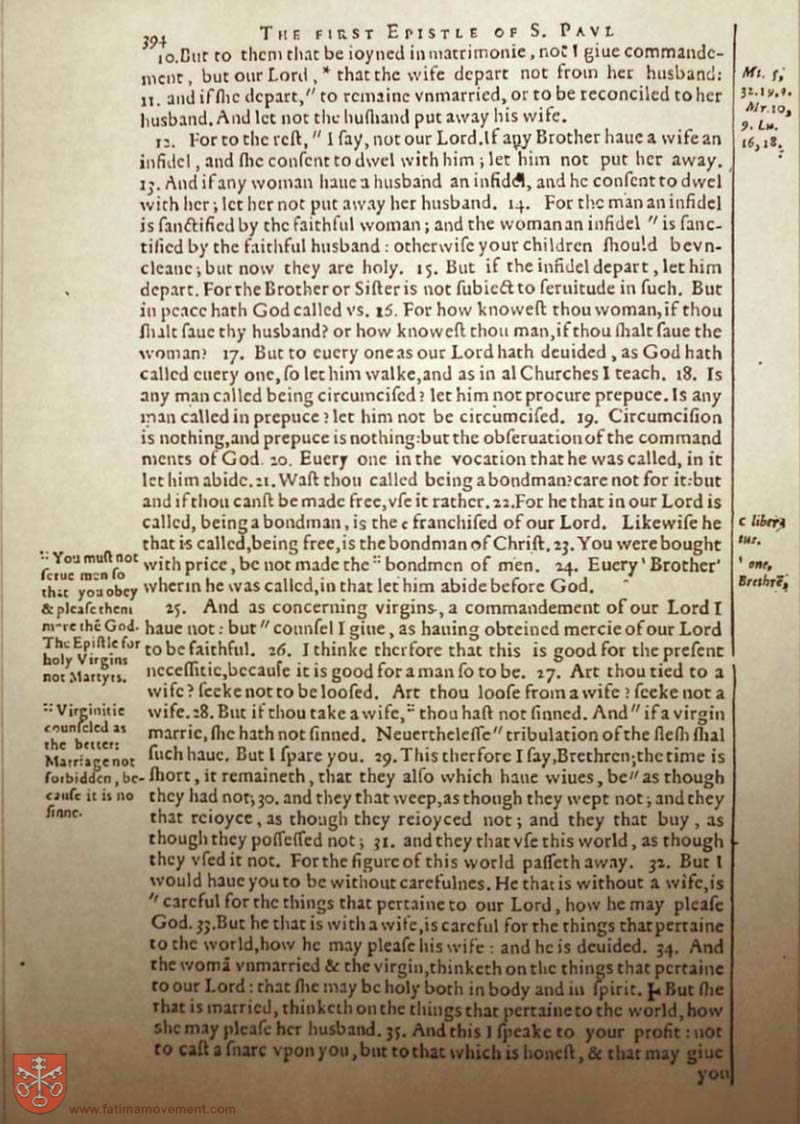 394
THE FIRST EPISTLE OF S. PAVL
10.But to them that be ioyned in matrimonie, not I giue commande-
ment, but our Lord, * that the wife depart not from her husband:
11. and if ſhe depart," to remaine vnmarried, or to be reconciled to her
husband. And let not the huſband put away his wife.
12. For to the reſt, " I ſay, not our Lord. If any Brother haue a wife an
infidel, and ſhe conſent to dwel with him ; let him not put her away.
13. And if any woman haue a husband an infidel, and he conſent to dwel
with her ; let her not put away her husband. 14. For the man an infidel
is ſanctified by the faithful woman ; and the woman an infidel " is ſanc-
tified by the faithful husband : otherwiſe your children ſhould be vn-
cleane ; but now they are holy. 15. But if the infidel depart, let him
depart. For the Brother or Siſter is not ſubiect to ſeruitude in ſuch. But
in peace hath God called vs. 16. For how knoweſt thou woman, if thou
ſhalt ſaue thy husband? or how knoweſt thou man, if thou ſhalt ſaue the
woman? 17. But to euery one as our Lord hath deuided, as God hath
called euery one, ſo let him walke, and as in al Churches I teach. 18. Is
any man called being circumciſed? let him not procure prepuce. Is any
man called in prepuce? let him not be circumciſed. 19. Circumciſion
is nothing, and prepuce is nothing: but the obſeruation of the command
ments of God. 20. Euery one in the vocation that he was called, in it
let him abide. 21. Waſt thou called being a bondman? care not for it: but
and if thou canſt be made free, vſe it rather. 22. For he that in our Lord is
called, being a bondman, is the c franchiſed of our Lord. Likewiſe he
that is called, being free, is the bondman of Chriſt. 23. You were bought
with price, be not made the :: bondmen of men. 24. Euery ' Brother'
wherin he was called, in that let him abide before God.
25. And as concerning virgins, a commandement of our Lord I
haue not : but " counſel I giue, as hauing obteined mercie of our Lord
to be faithful. 26. I thinke therfore that this is good for the preſent
neceſſitie, becauſe it is good for a man ſo to be. 27. Art thou tied to a
wife? ſeeke not to be looſed. Art thou looſe from a wife? ſeeke not a
wife. 28. But if thou take a wife, :: thou haſt not ſinned. And " if a virgin
marrie, ſhe hath not ſinned. Neuertheleſſe " tribulation of the fleſh ſhal
ſuch haue. But I ſpare you. 29. This therfore I ſay, Brethren; the time is
ſhort, it remaineth, that they alſo which haue wiues, be " as though
they had not; 30. and they that weep, as though they wept not ; and they
that reioyce, as though they reioyced not ; and they that buy, as
though they poſſeſſed not ; 31. and they that vſe this world, as though
they vſed it not. For the figure of this world paſſeth away. 32. But I
would haue you to be without carefulnes. He that is without a wife, is
" careful for the things that pertaine to our Lord, how he may pleaſe
God. 33. But he that is with a wife, is careful for the things that pertaine
to the world, how he may pleaſe his wife : and he is deuided. 34. And
the womã vnmarried & the virgin, thinketh on the things that pertaine
to our Lord : that ſhe may be holy both in body and in ſpirit. But ſhe
that is married, thinketh on the things that pertaine to the world, how
she may pleaſe her husband. 35. And this I ſpeake to your profit : not
to caſt a ſnare vpon you, but to that which is honeſt, & that may giue
you
Mt. 5,
32. 19, 9.
Mr. 10,
9. Lu.
16, 18.
c liber
tus.
' one,
Brethrẽ,
:: You muſt not
ſerue men ſo
that you obey
& pleaſe them
more thẽ God.
The Epiſtle for
holy Virgins
not Martyrs.
:: Virginitie
counſeled as
the better:
Marriage not
forbidden, be-
cauſe it is no
ſinne.
www.fatimamovement.com